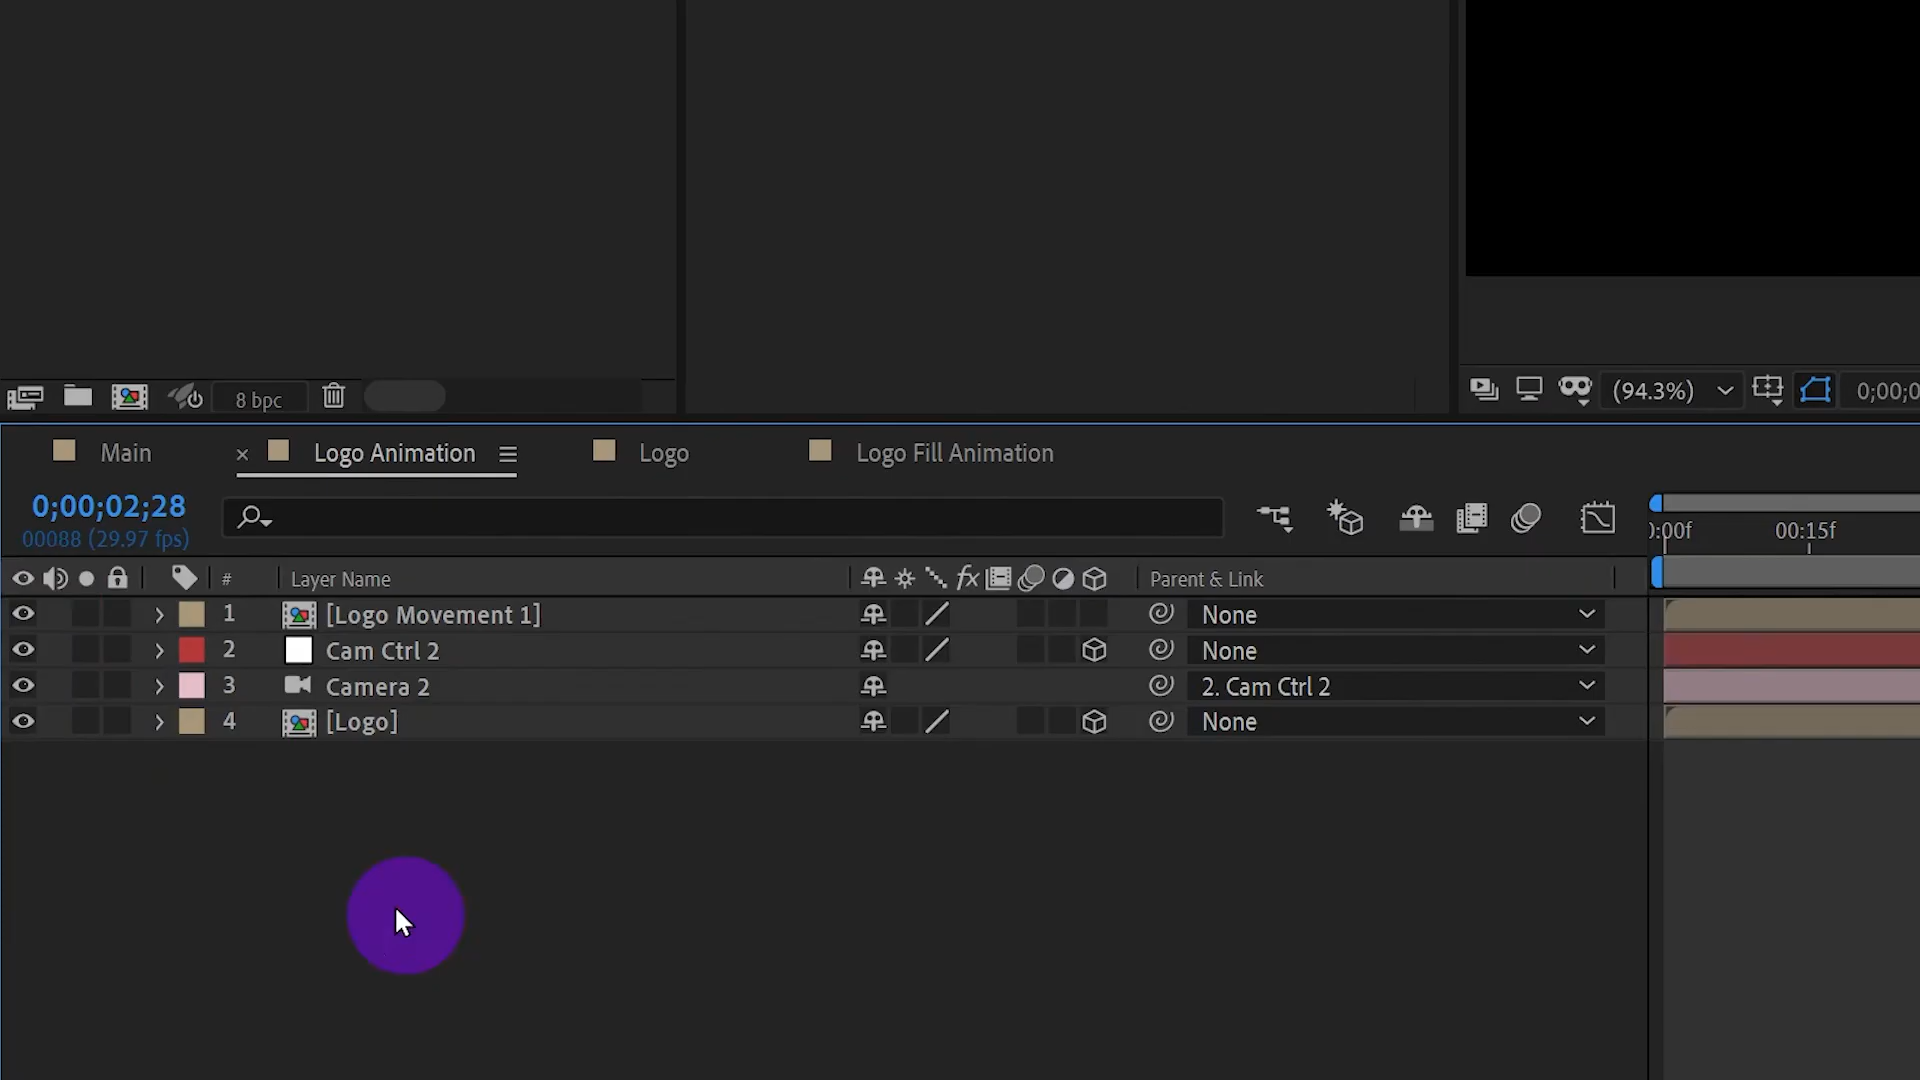 8 bpc
(94.3%)
0;00;0
Main
Logo Animation
Logo
Logo Fill Animation
0;00;02;28
00088 (29.97 fps)
0:00f
00:15f
#
Layer Name
fx
Parent & Link
1 [Logo Movement 1] None
2 Cam Ctrl 2 None
3 Camera 2 2. Cam Ctrl 2
4 [Logo] None